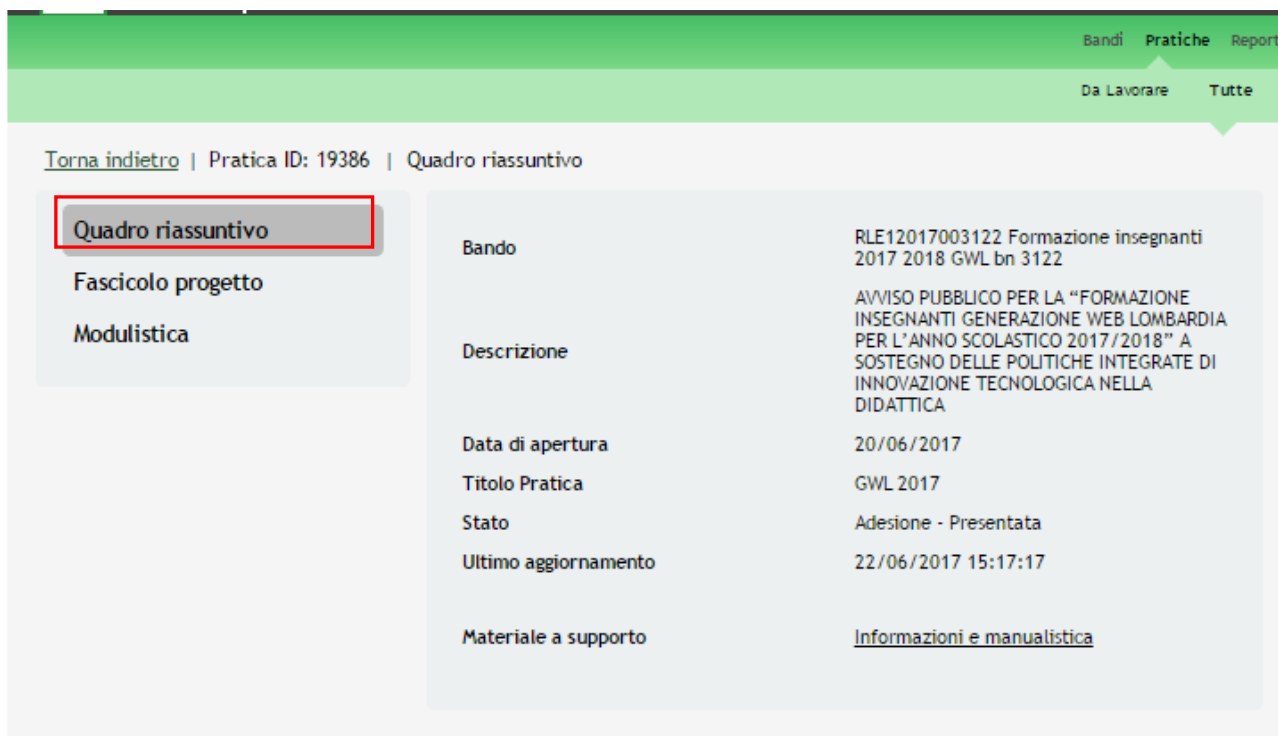 Bandi Pratiche Report
Da Lavorare Tutte
Torna indietro | Pratica ID: 19386 | Quadro riassuntivo
Quadro riassuntivo
Fascicolo progetto
Modulistica
Bando
RLE12017003122 Formazione insegnanti
2017 2018 GWL bn 3122
Descrizione
AVVISO PUBBLICO PER LA “FORMAZIONE
INSEGNANTI GENERAZIONE WEB LOMBARDIA
PER L’ANNO SCOLASTICO 2017/2018” A
SOSTEGNO DELLE POLITICHE INTEGRATE DI
INNOVAZIONE TECNOLOGICA NELLA
DIDATTICA
Data di apertura 20/06/2017
Titolo Pratica GWL 2017
Stato Adesione - Presentata
Ultimo aggiornamento 22/06/2017 15:17:17
Materiale a supporto Informazioni e manualistica